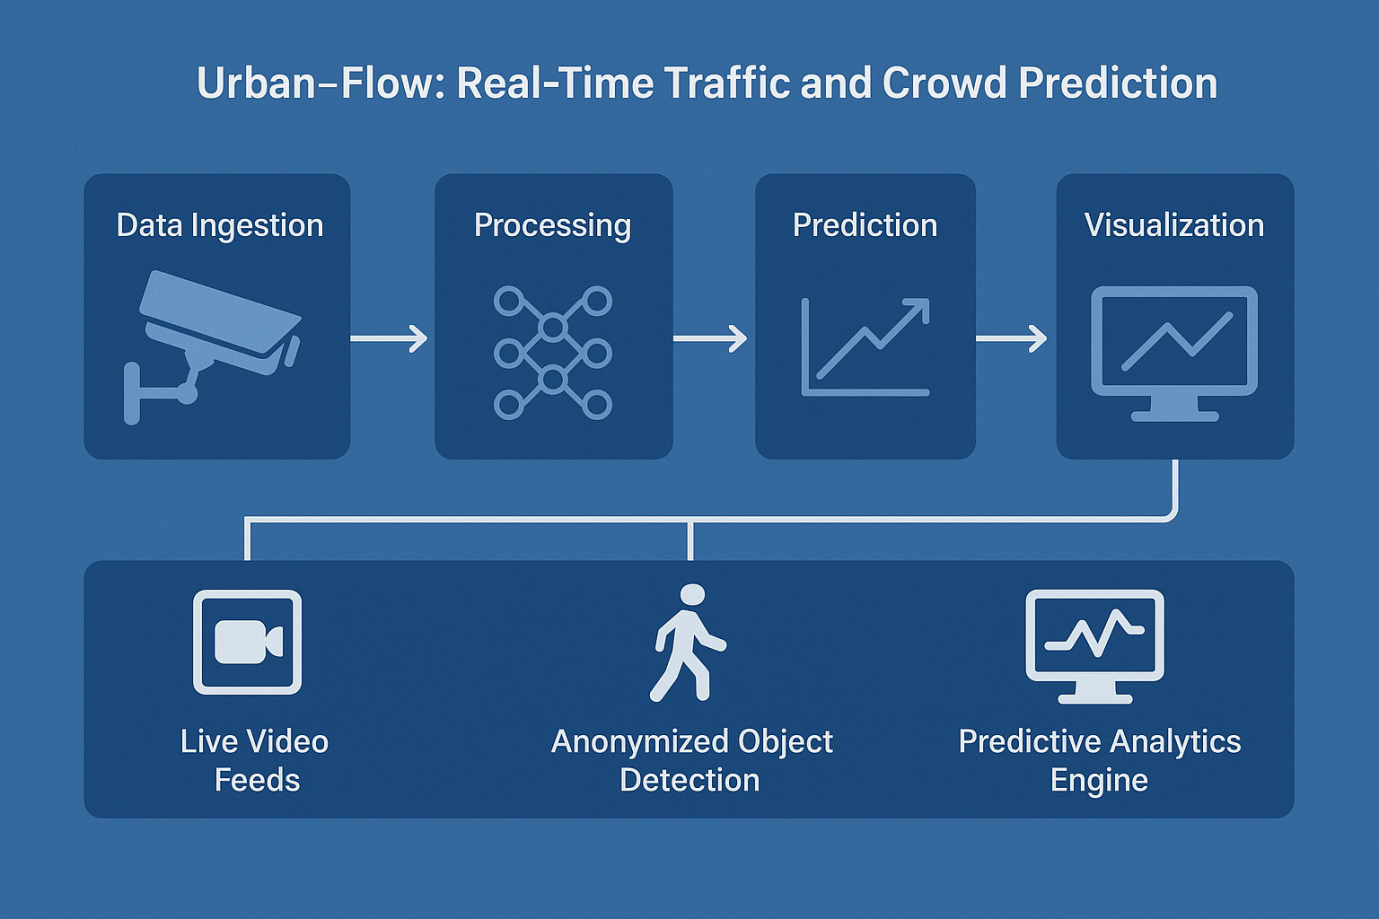 Urban–Flow: Real-Time Traffic and Crowd Prediction
Data Ingestion
Processing
Prediction
Visualization
Live Video
Feeds
Anonymized Object
Detection
Predictive Analytics
Engine